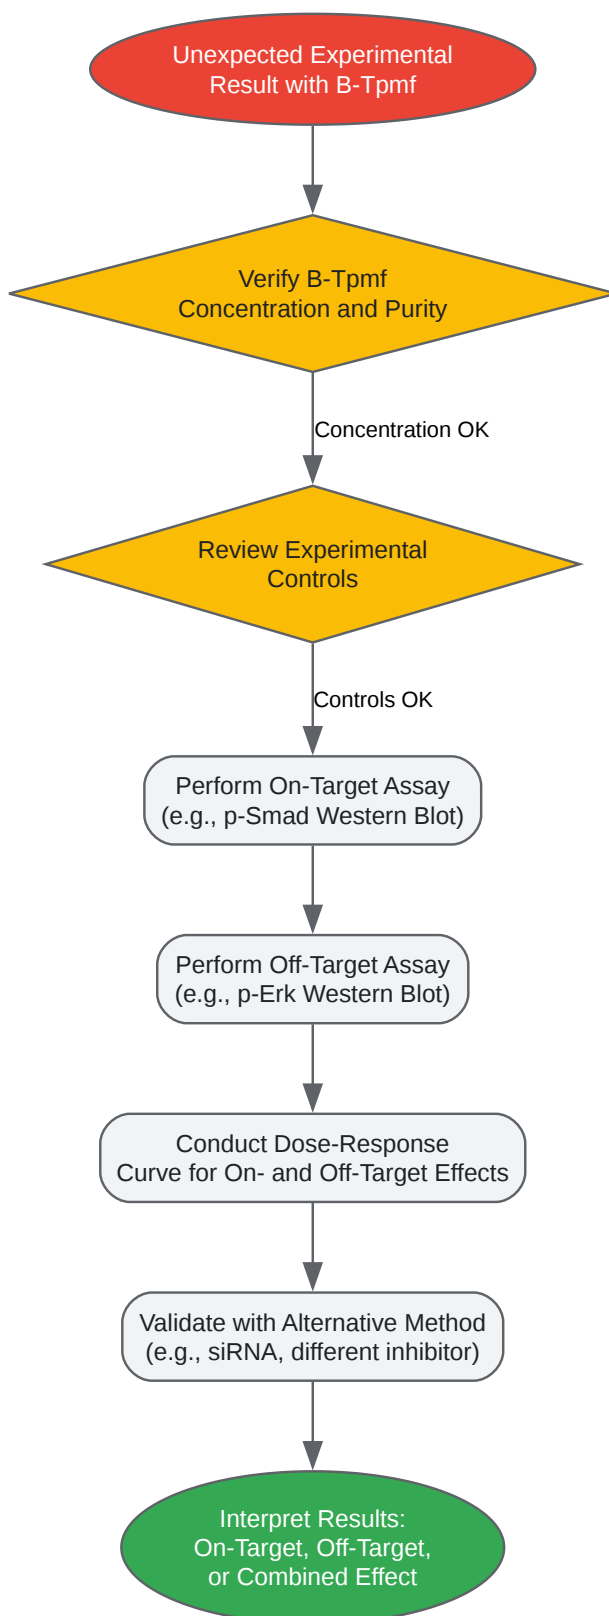 Unexpected Experimental
Result with B-Tpmf
Verify B-Tpmf
Concentration and Purity
Concentration OK
Review Experimental
Controls
Controls OK
Perform On-Target Assay
(e.g., p-Smad Western Blot)
Perform Off-Target Assay
(e.g., p-Erk Western Blot)
Conduct Dose-Response
Curve for On- and Off-Target Effects
Validate with Alternative Method
(e.g., siRNA, different inhibitor)
Interpret Results:
On-Target, Off-Target,
or Combined Effect